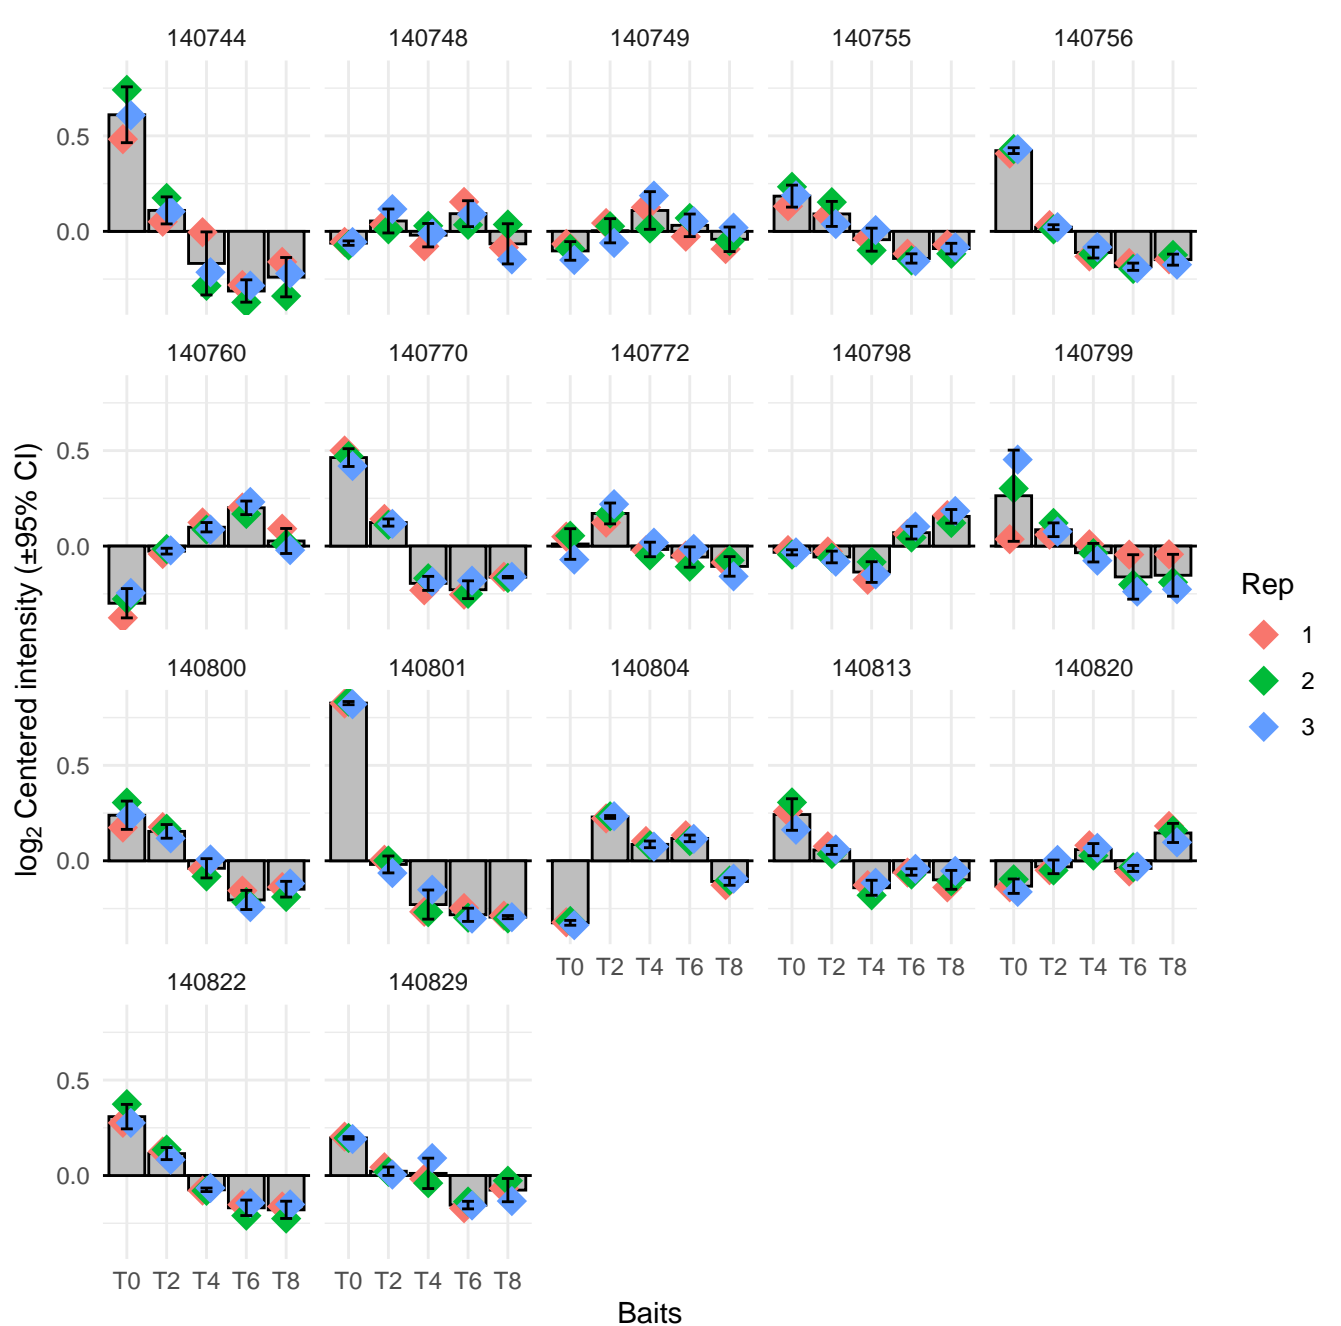 140744 140748 140749 140755 140756
0.5
0.0
140760 140770 140772 140798 140799
0.5
0.0
log2 Centered intensity (±95% CI)
Rep
1
2
3
140800 140801 140804 140813 140820
0.5
0.0
T0 T2 T4 T6 T8 T0 T2 T4 T6 T8 T0 T2 T4 T6 T8
140822 140829
0.5
0.0
T0 T2 T4 T6 T8 T0 T2 T4 T6 T8
Baits